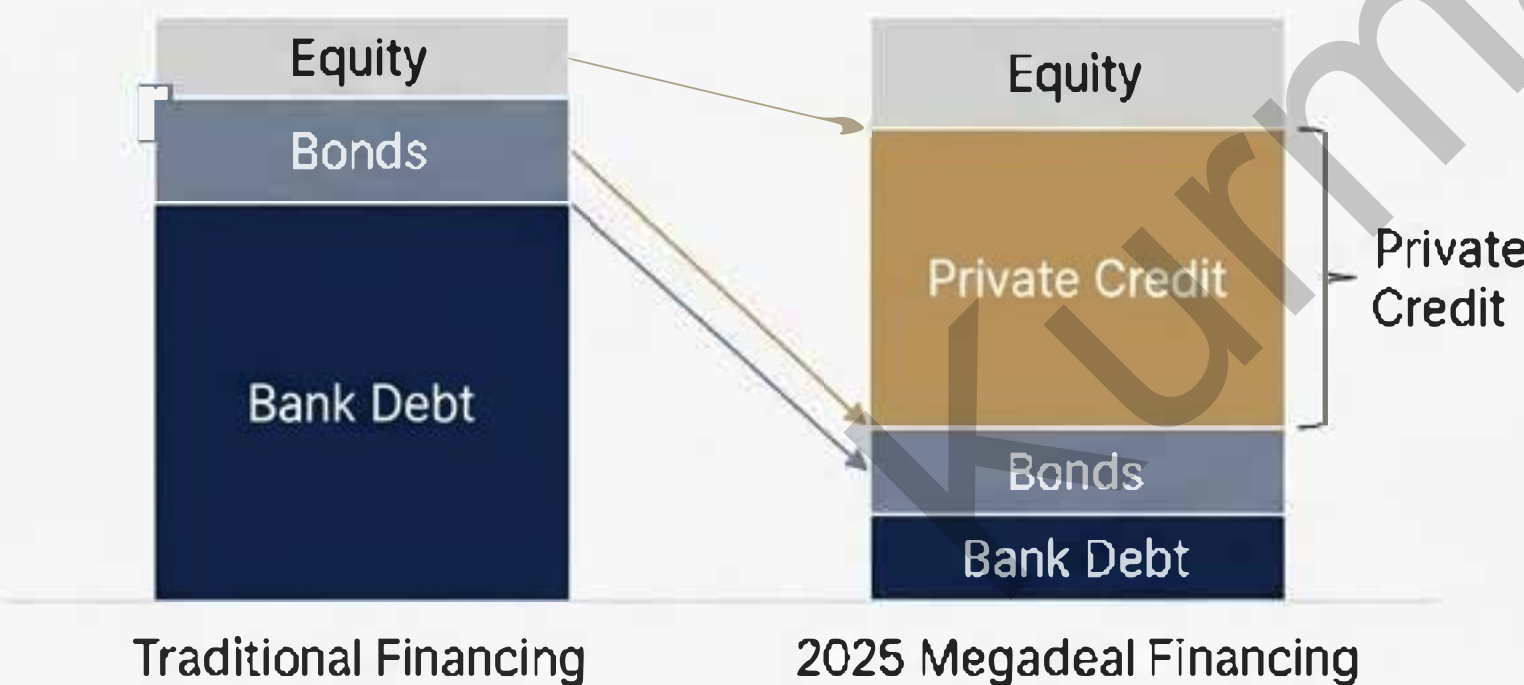 Equity
Bonds
Bank Debt
Traditional Financing
Equity
Private Credit
Bonds
Bank Debt
2025 Megadeal Financing
Private
Credit